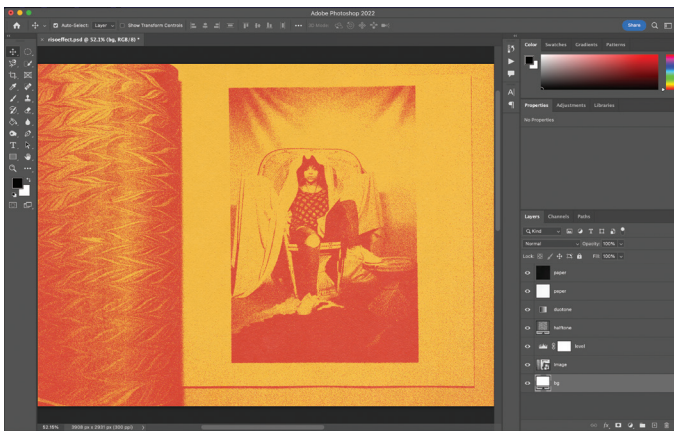 Adobe Photoshop 2022
Auto-Select: Layer Show Transform Controls ••• Share
risoeffect.psd @ 52.1% (bg, RGB/8) *
Color Swatches Gradients Patterns
Properties Adjustments Libraries
No Properties
Layers Channels Paths
Kind
Normal Opacity: 100%
Lock: Fill: 100%
paper
paper
duotone
halftone
level
image
bg
52.15%